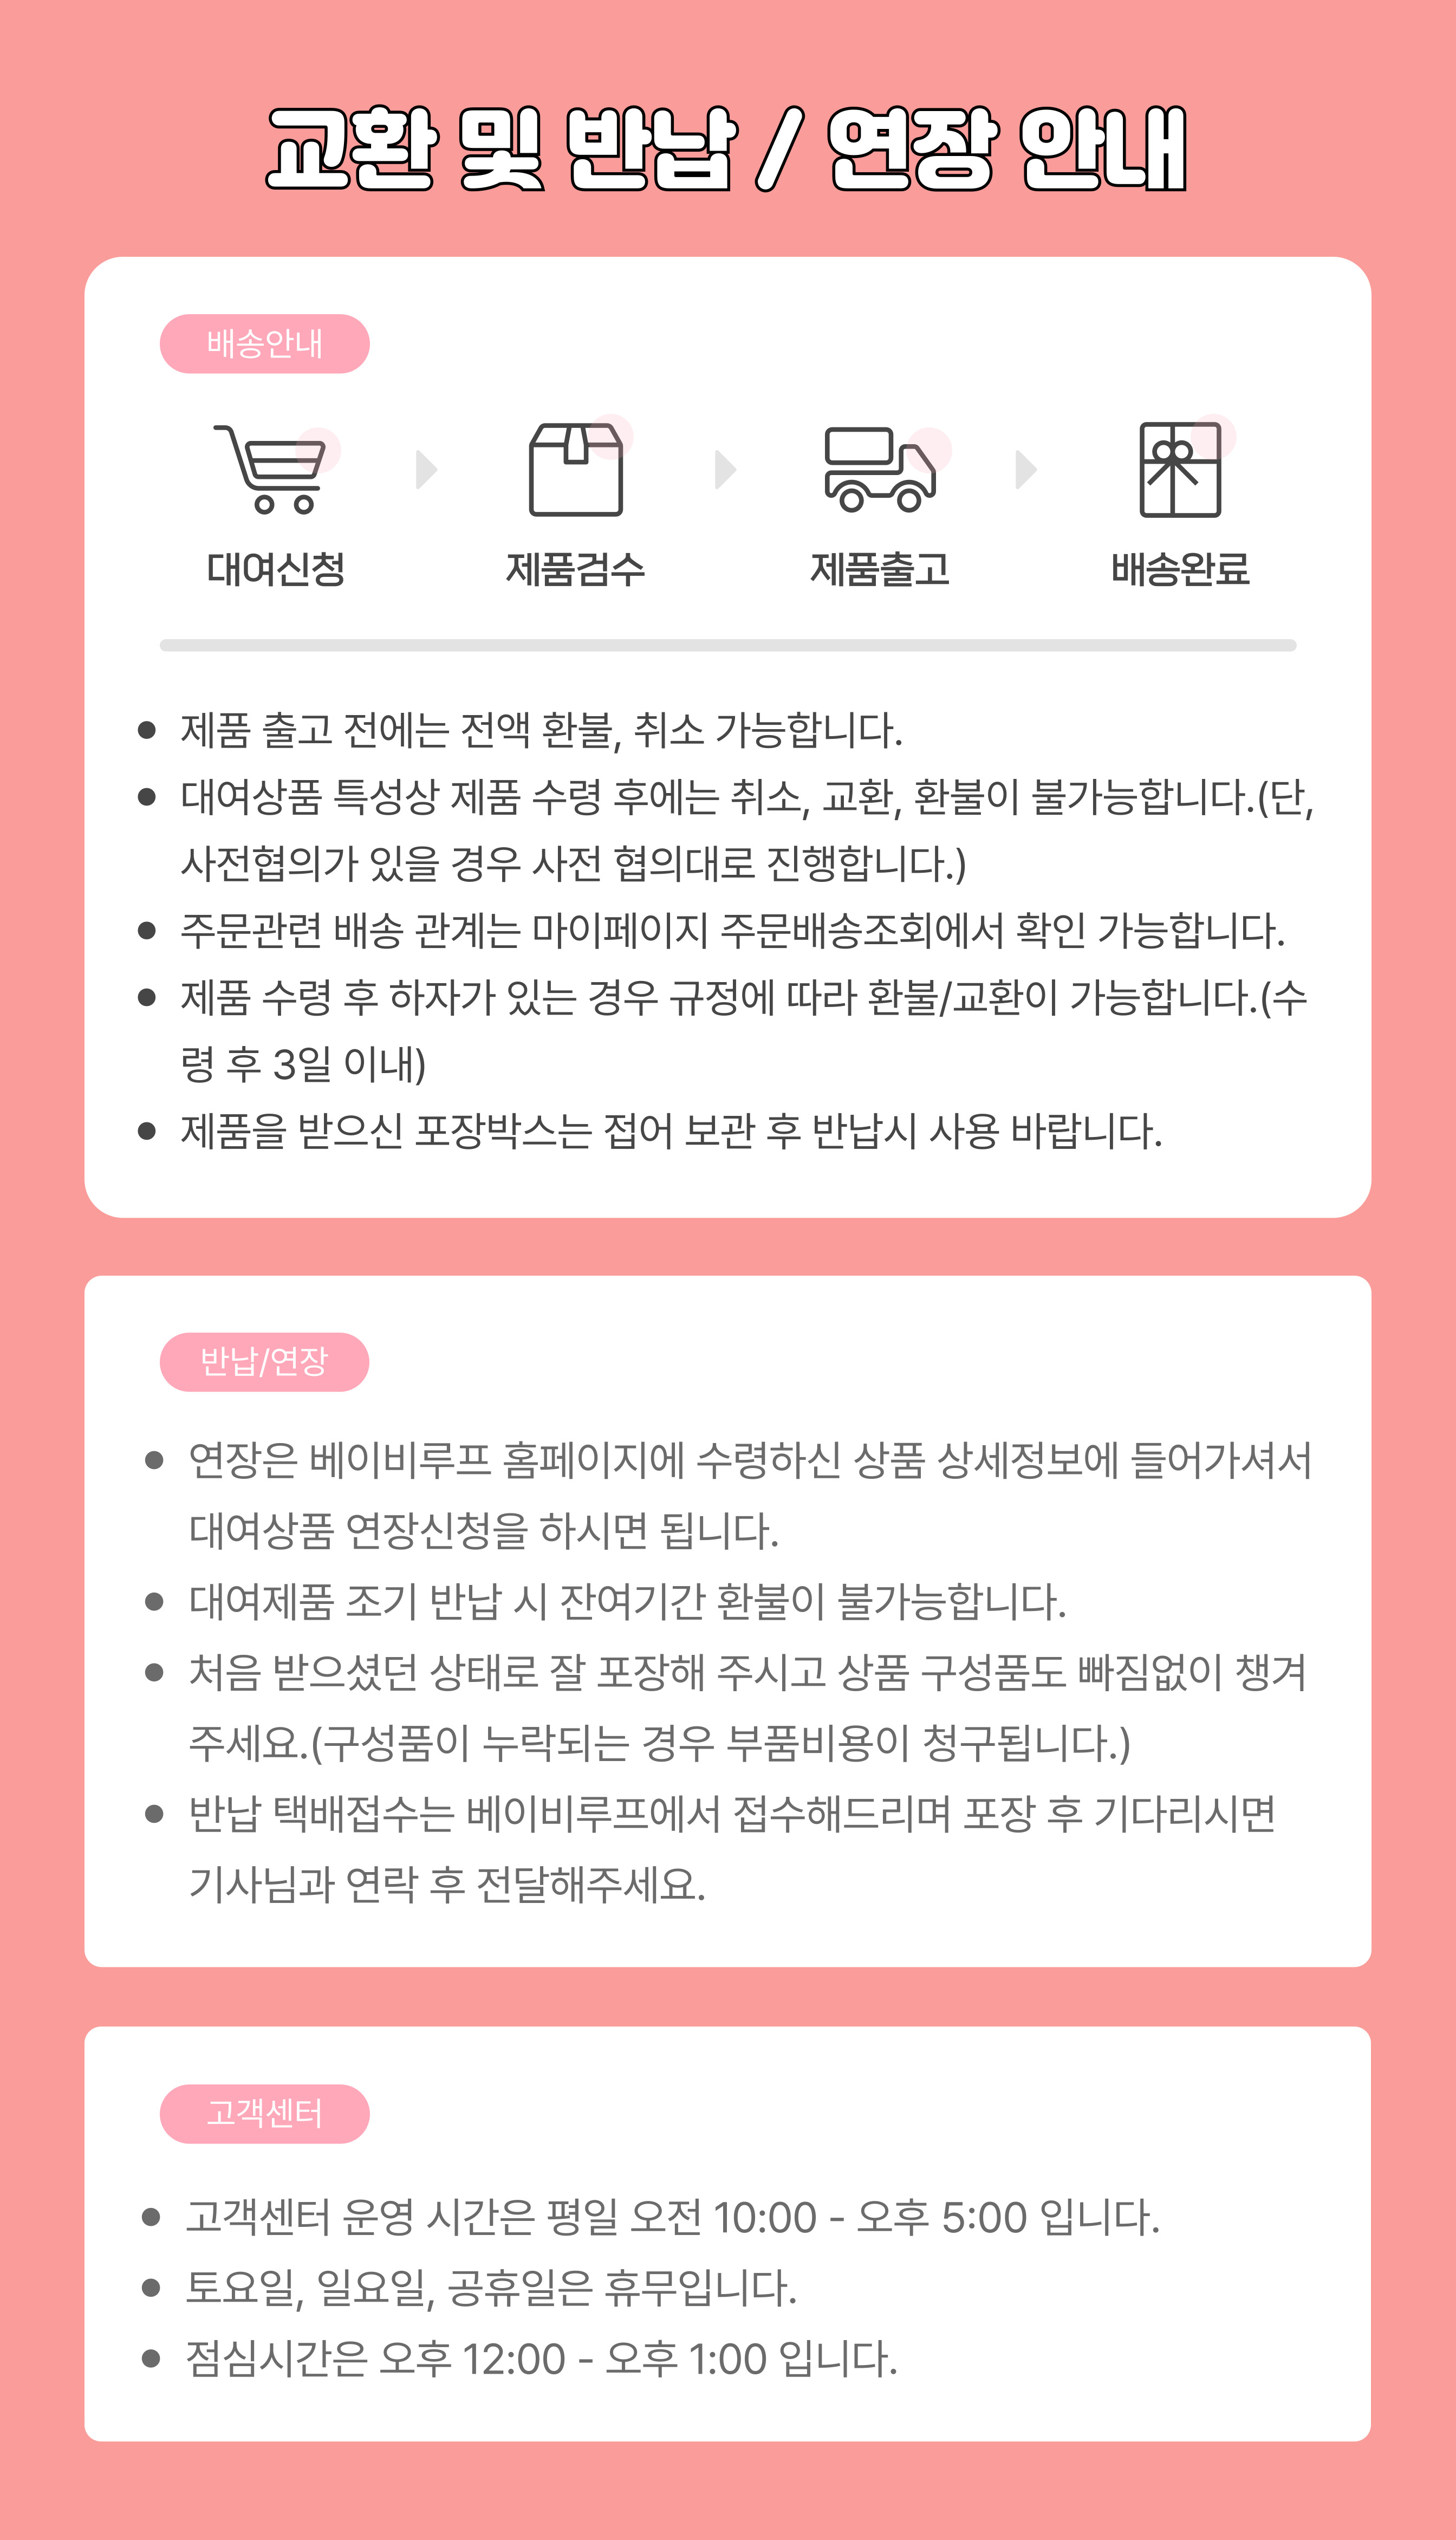 교환 및 반납 / 연장 안내
배송안내
대여신청
제품검수
제품출고
배송완료
● 제품 출고 전에는 전액 환불, 취소 가능합니다.
● 대여상품 특성상 제품 수령 후에는 취소, 교환, 환불이 불가능합니다.(단,
사전협의가 있을 경우 사전 협의대로 진행합니다.)
● 주문관련 배송 관계는 마이페이지 주문배송조회에서 확인 가능합니다.
● 제품 수령 후 하자가 있는 경우 규정에 따라 환불/교환이 가능합니다.(수
령 후 3일 이내)
● 제품을 받으신 포장박스는 접어 보관 후 반납시 사용 바랍니다.
반납/연장
● 연장은 베이비루프 홈페이지에 수령하신 상품 상세정보에 들어가셔서
대여상품 연장신청을 하시면 됩니다.
● 대여제품 조기 반납 시 잔여기간 환불이 불가능합니다.
● 처음 받으셨던 상태로 잘 포장해 주시고 상품 구성품도 빠짐없이 챙겨
주세요.(구성품이 누락되는 경우 부품비용이 청구됩니다.)
● 반납 택배접수는 베이비루프에서 접수해드리며 포장 후 기다리시면
기사님과 연락 후 전달해주세요.
고객센터
● 고객센터 운영 시간은 평일 오전 10:00 - 오후 5:00 입니다.
● 토요일, 일요일, 공휴일은 휴무입니다.
● 점심시간은 오후 12:00 - 오후 1:00 입니다.